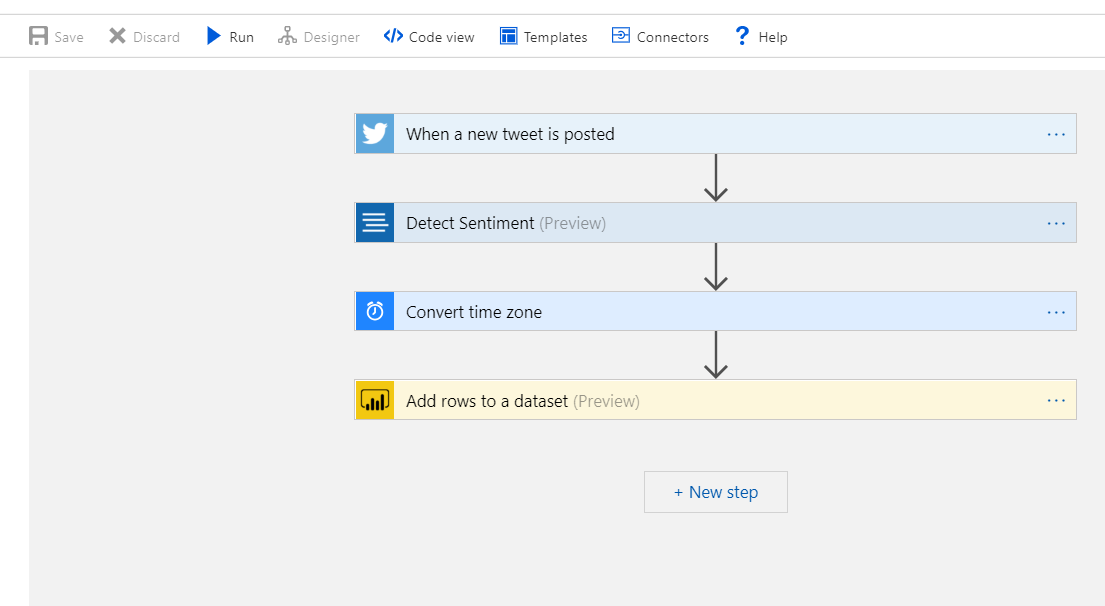 Save Discard Run Designer </> Code view Templates Connectors ? Help
When a new tweet is posted ...
Detect Sentiment (Preview) ...
Convert time zone ...
Add rows to a dataset (Preview) ...
+ New step